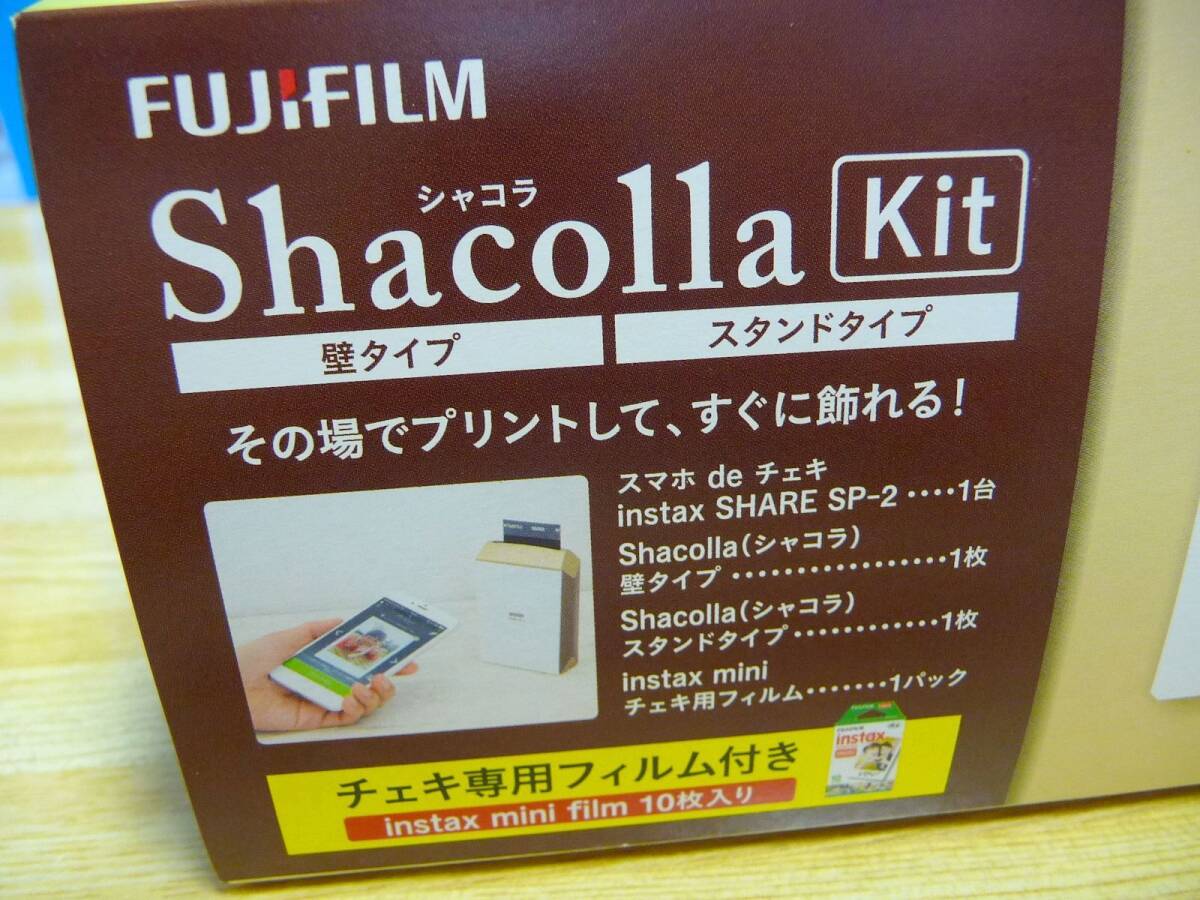 FUJIFILM
シャコラ
Shacolla Kit
壁タイプ スタンドタイプ
その場でプリントして、すぐに飾れる!
スマホ de チェキ
instax SHARE SP-2 ････1台
Shacolla(シャコラ)
壁タイプ ･････････････････1枚
Shacolla(シャコラ)
スタンドタイプ････････････1枚
instax mini
チェキ用フィルム･･･････1パック
チェキ専用フィルム付き
instax mini film 10枚入り
instax